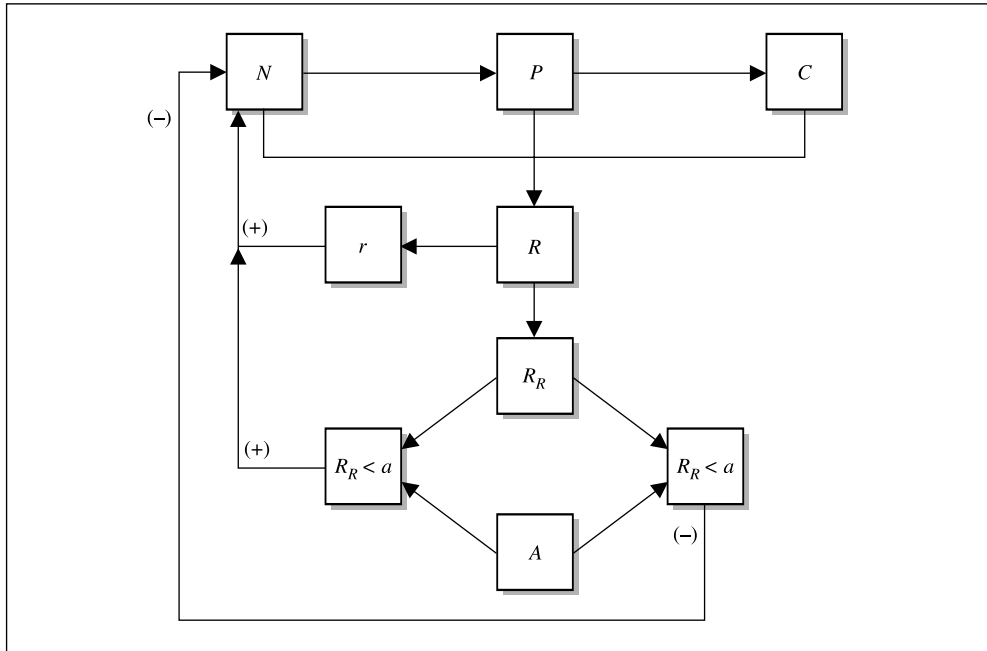 N
P
C
(–)
(+)
r
R
R_R
(+)
R_R < a
R_R < a
(–)
A